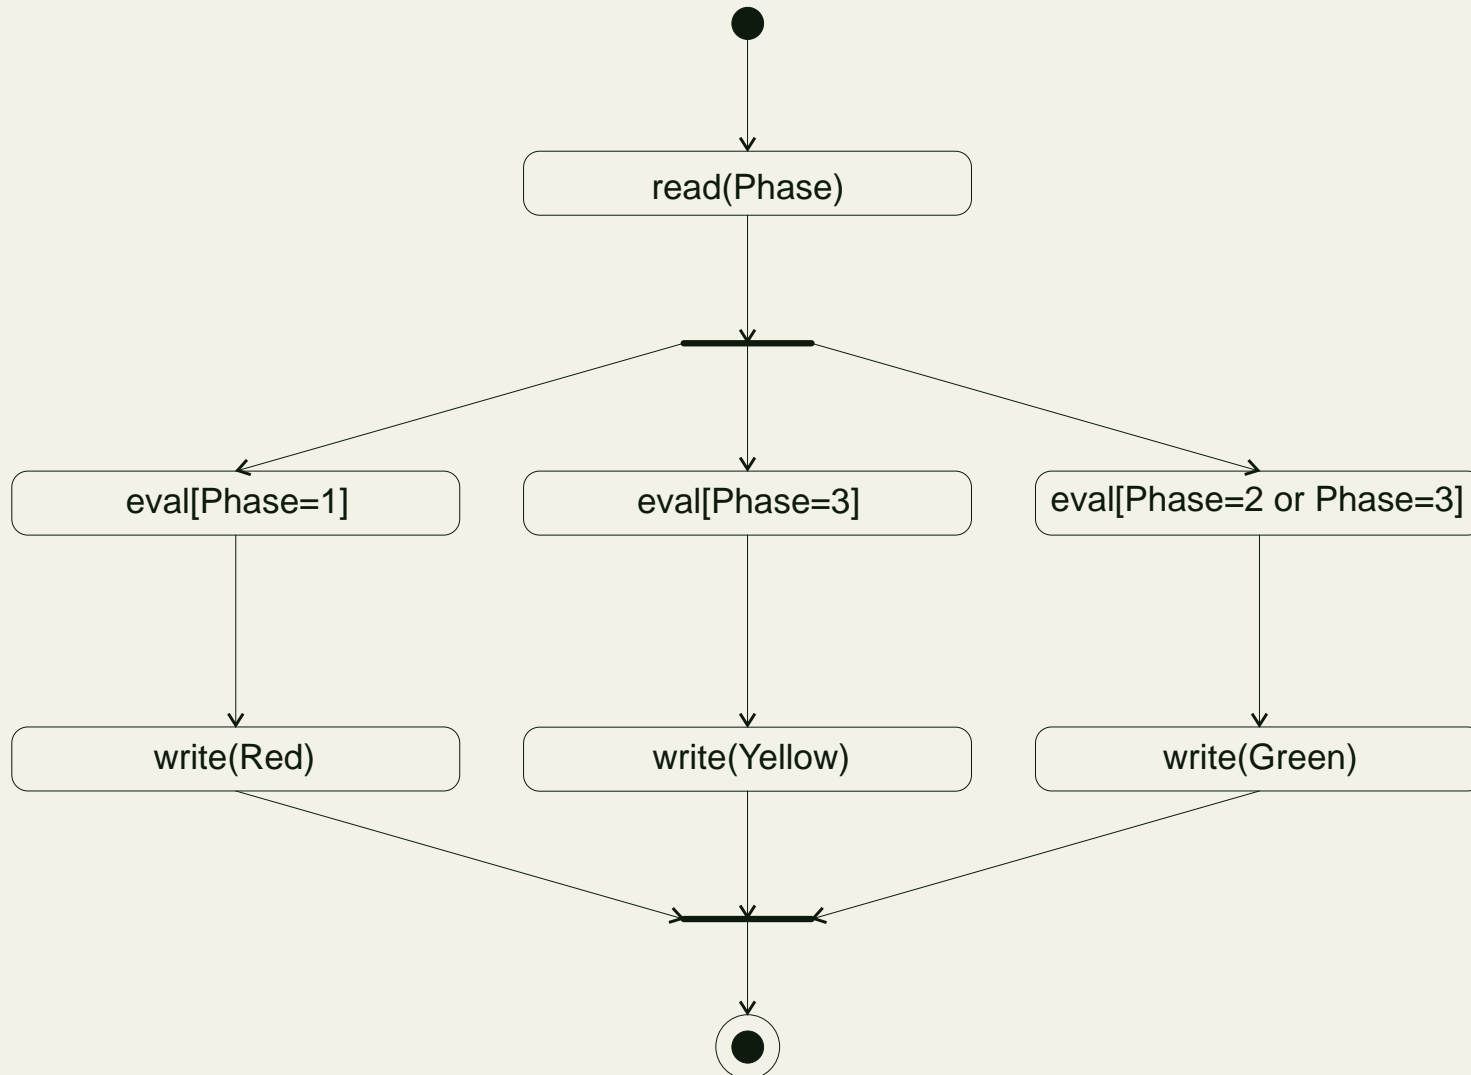 read(Phase)
eval[Phase=1]
eval[Phase=3]
eval[Phase=2 or Phase=3]
write(Red)
write(Yellow)
write(Green)